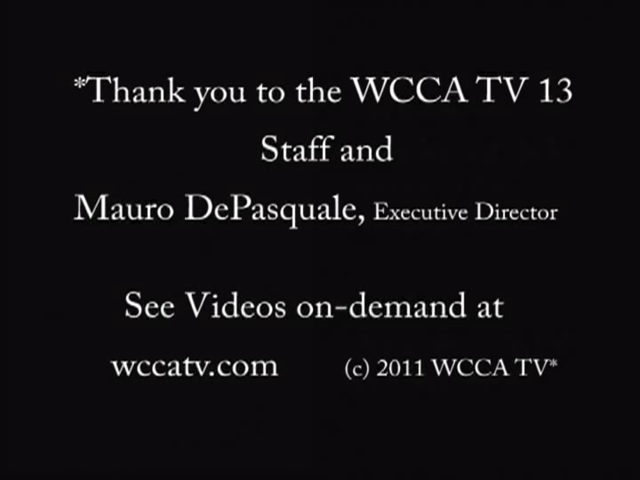 *Thank you to the WCCA TV 13
Staff and
Mauro DePasquale, Executive Director
See Videos on-demand at
wccatv.com (c) 2011 WCCA TV*